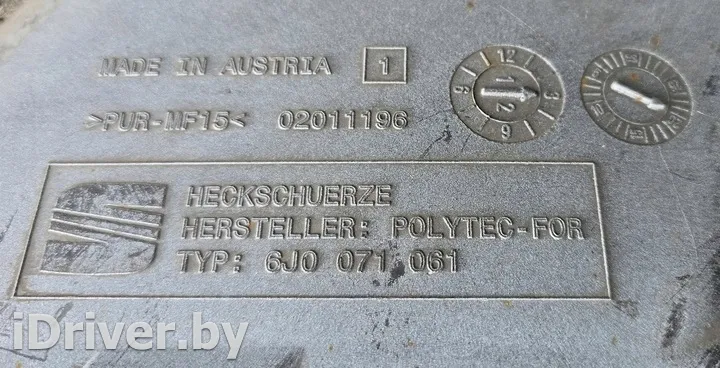 MADE IN AUSTRIA 1
>PUR-MF15< 02011196
12 3 6 9 1 2
HECKSCHUERZE
HERSTELLER: POLYTEC-FOR
TYP: 6J0 071 061
iDriver.by